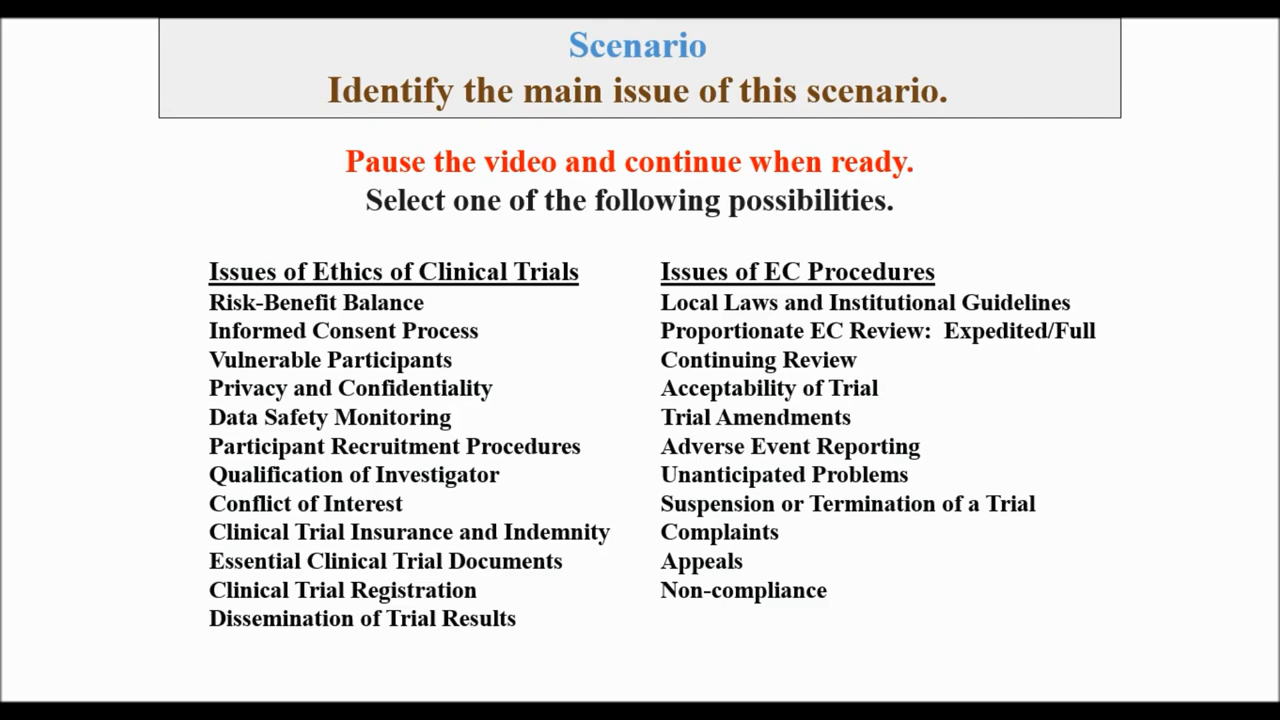 Scenario
Identify the main issue of this scenario.
Pause the video and continue when ready.
Select one of the following possibilities.
Issues of Ethics of Clinical Trials
Risk-Benefit Balance
Informed Consent Process
Vulnerable Participants
Privacy and Confidentiality
Data Safety Monitoring
Participant Recruitment Procedures
Qualification of Investigator
Conflict of Interest
Clinical Trial Insurance and Indemnity
Essential Clinical Trial Documents
Clinical Trial Registration
Dissemination of Trial Results
Issues of EC Procedures
Local Laws and Institutional Guidelines
Proportionate EC Review: Expedited/Full
Continuing Review
Acceptability of Trial
Trial Amendments
Adverse Event Reporting
Unanticipated Problems
Suspension or Termination of a Trial
Complaints
Appeals
Non-compliance